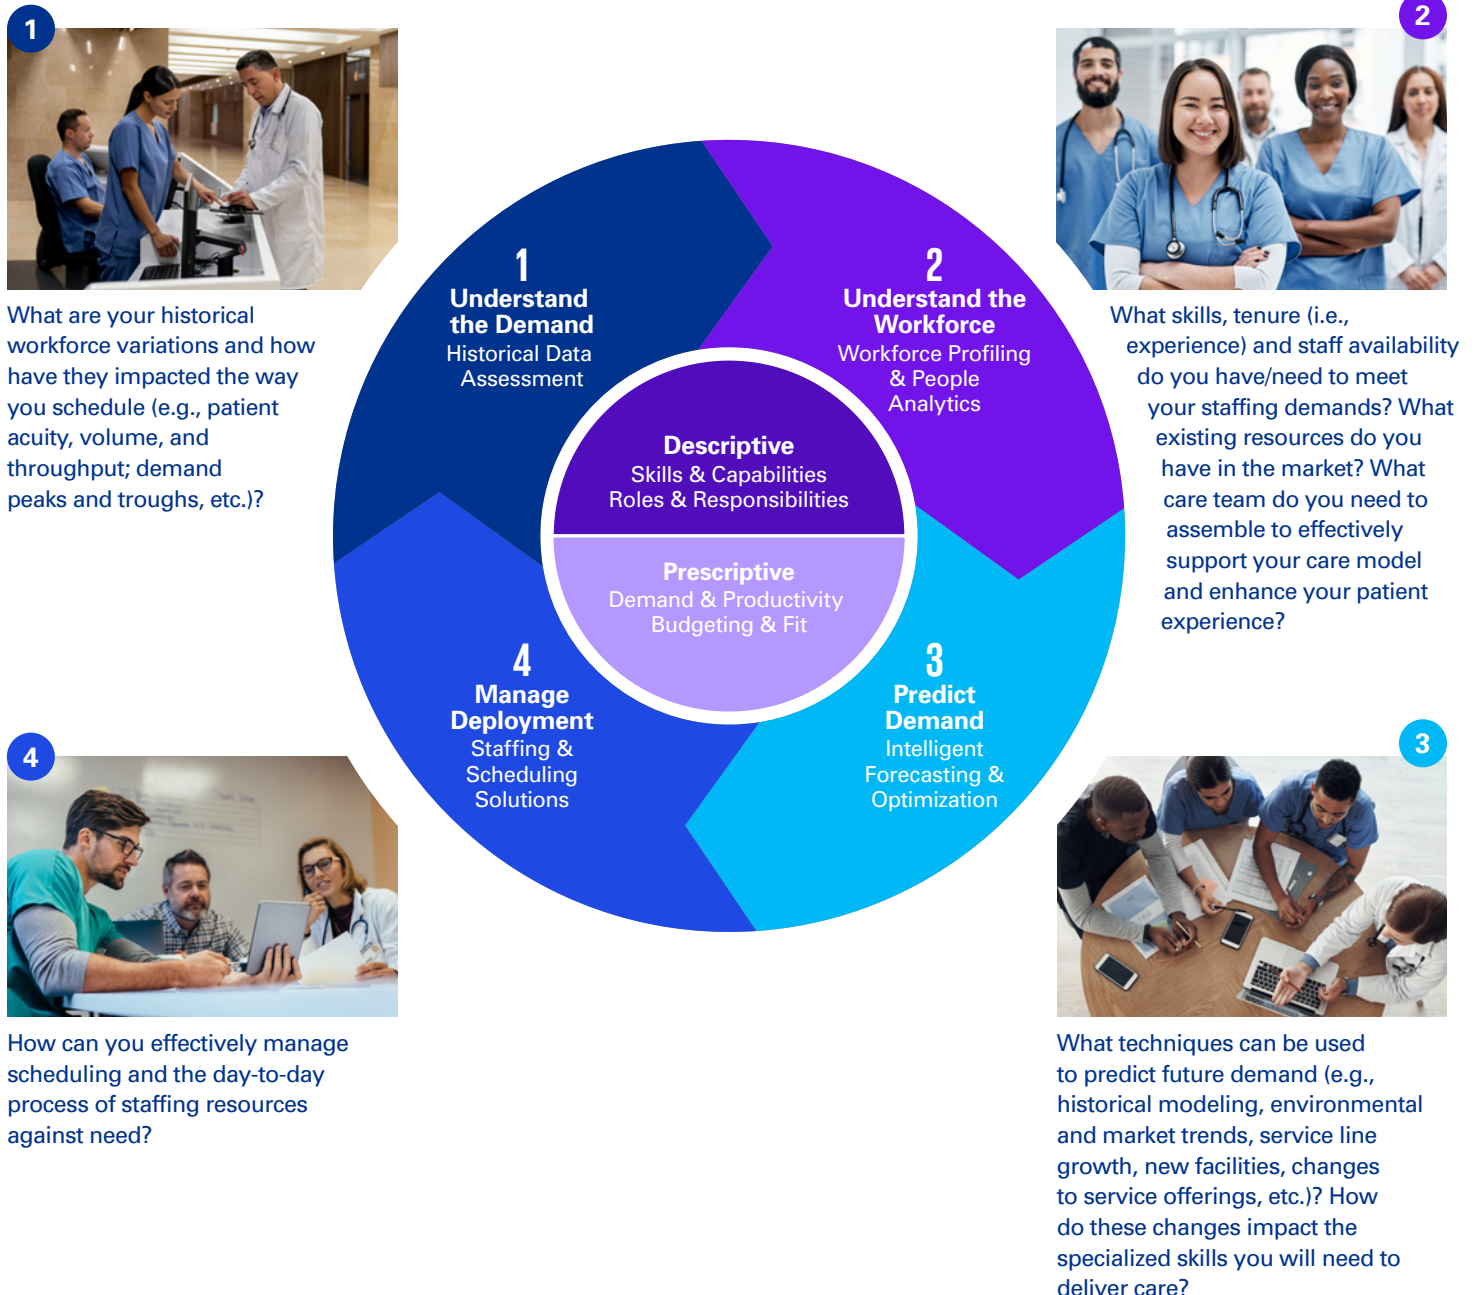 1
What are your historical
workforce variations and how
have they impacted the way
you schedule (e.g., patient
acuity, volume, and
throughput; demand
peaks and troughs, etc.)?
2
What skills, tenure (i.e.,
experience) and staff availability
do you have/need to meet
your staffing demands? What
existing resources do you
have in the market? What
care team do you need to
assemble to effectively
support your care model
and enhance your patient
experience?
1
Understand
the Demand
Historical Data
Assessment
2
Understand the
Workforce
Workforce Profiling
& People
Analytics
Descriptive
Skills & Capabilities
Roles & Responsibilities
Prescriptive
Demand & Productivity
Budgeting & Fit
3
Predict
Demand
Intelligent
Forecasting &
Optimization
4
Manage
Deployment
Staffing &
Scheduling
Solutions
3
What techniques can be used
to predict future demand (e.g.,
historical modeling, environmental
and market trends, service line
growth, new facilities, changes
to service offerings, etc.)? How
do these changes impact the
specialized skills you will need to
deliver care?
4
How can you effectively manage
scheduling and the day-to-day
process of staffing resources
against need?